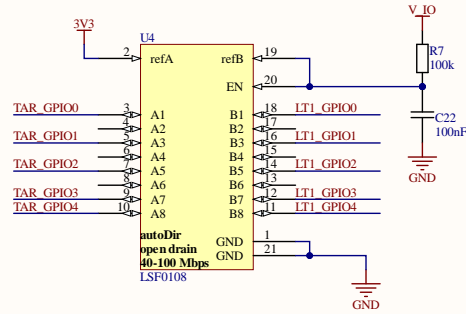 V_IO
3V3
U4
R7
100k
2 refA refB 19
EN 20
C22
100nF
TAR_GPIO0 3 A1 B1 18 LT1_GPIO0
4 A2 B2 17
TAR_GPIO1 5 A3 B3 16 LT1_GPIO1
6 A4 B4 15
TAR_GPIO2 7 A5 B5 14 LT1_GPIO2
8 A6 B6 13
TAR_GPIO3 9 A7 B7 12 LT1_GPIO3
TAR_GPIO4 10 A8 B8 11 LT1_GPIO4
GND
autoDir GND 1
open drain GND 21
40-100 Mbps
LSF0108
GND